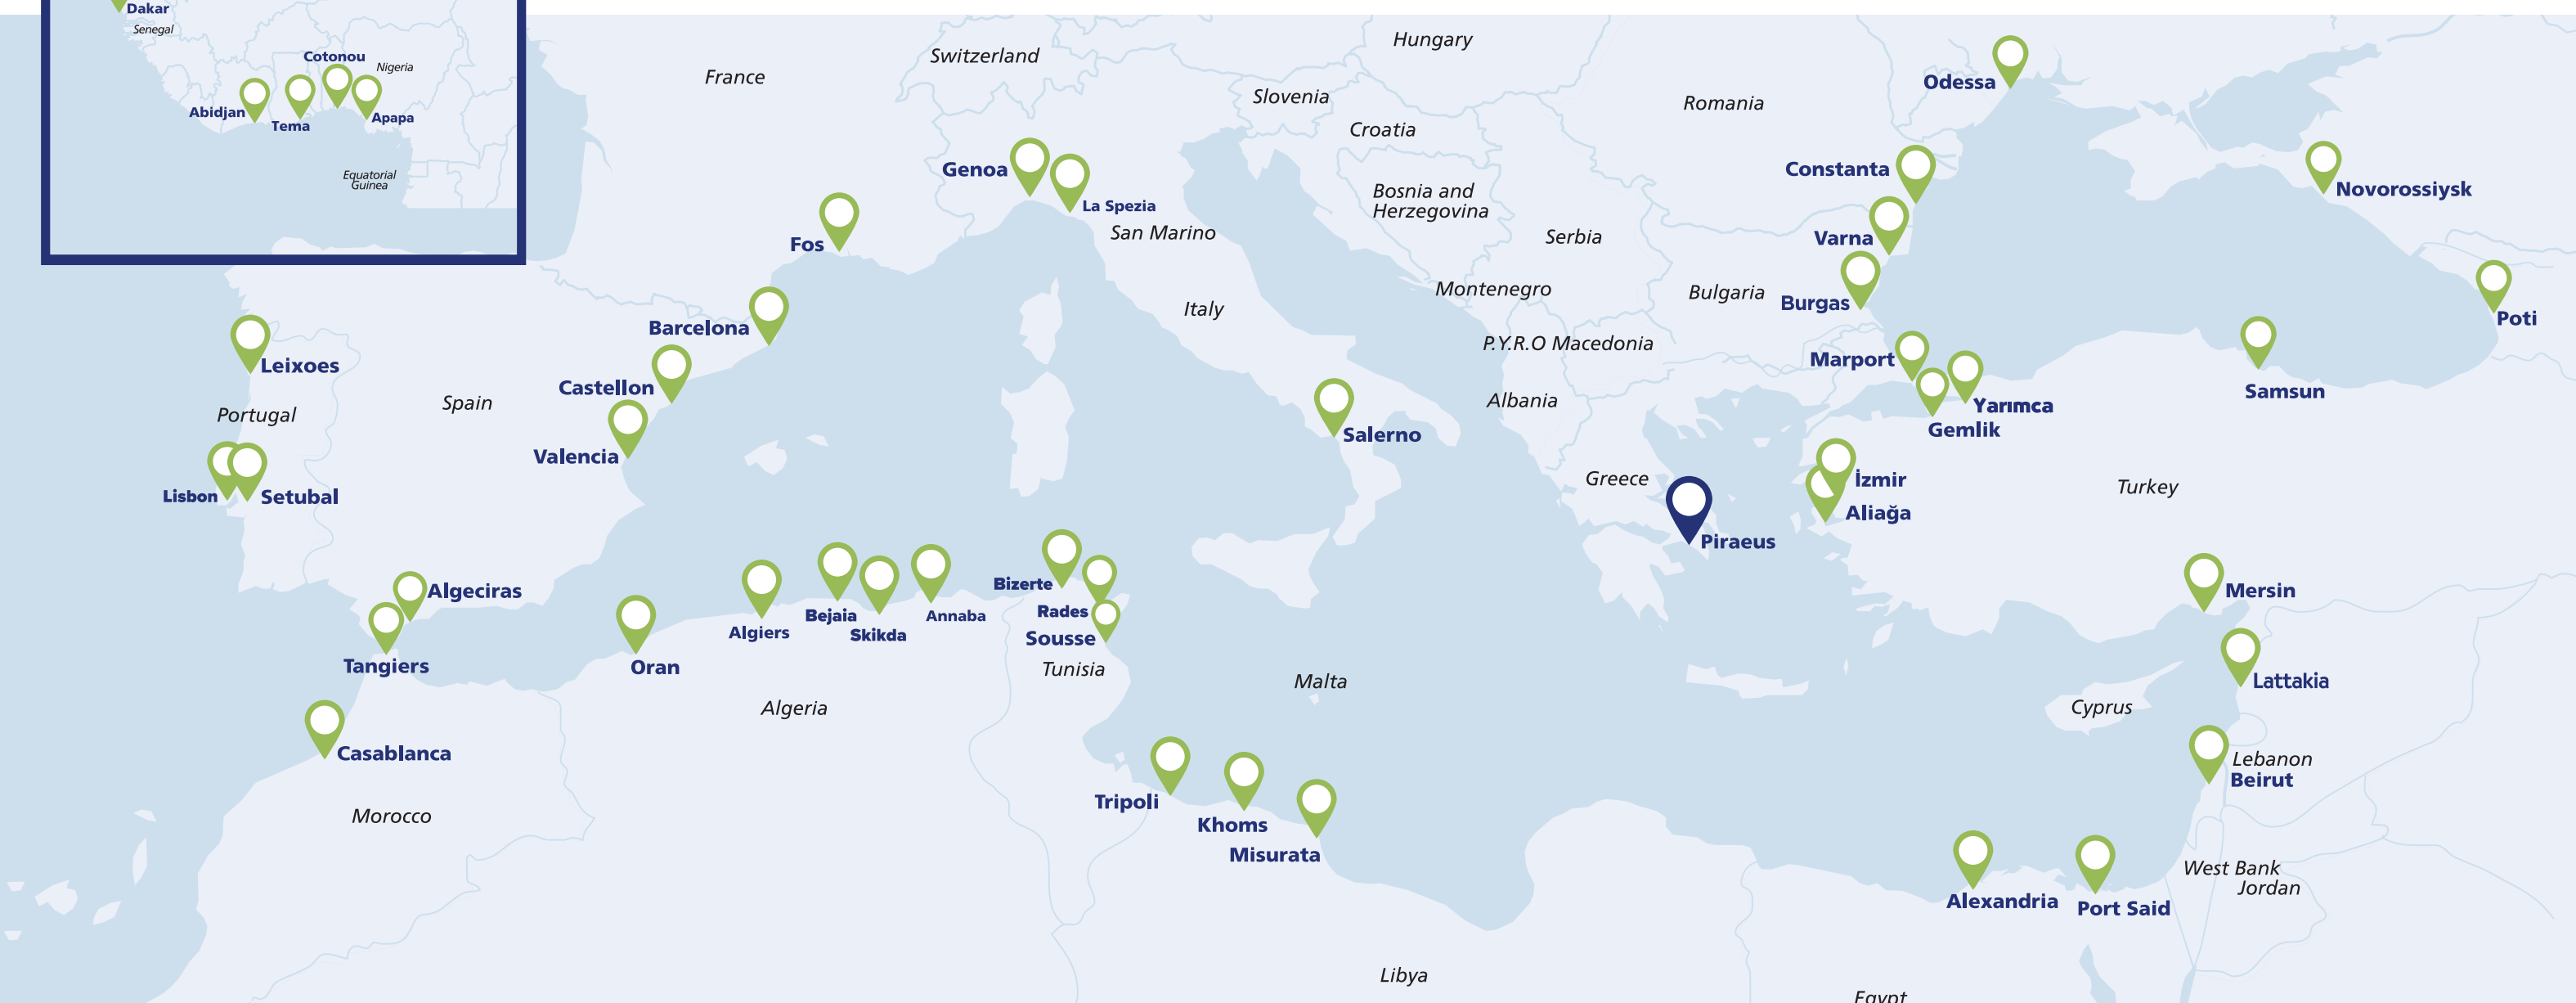 Dakar
Senegal
Cotonou
Nigeria
Abidjan
Tema
Apapa
Equatorial
Guinea
France
Switzerland
Hungary
Slovenia
Croatia
Romania
Odessa
Genoa
La Spezia
San Marino
Bosnia and
Herzegovina
Serbia
Constanta
Novorossiysk
Fos
Varna
Montenegro
Bulgaria
Burgas
Italy
Poti
Barcelona
Leixoes
P.Y.R.O Macedonia
Marport
Castellon
Samsun
Portugal
Spain
Albania
Yarımca
Gemlik
Valencia
Salerno
Lisbon
Setubal
Greece
İzmir
Aliağa
Turkey
Piraeus
Algeciras
Tangiers
Oran
Algiers
Bejaia
Skikda
Annaba
Bizerte
Rades
Sousse
Tunisia
Mersin
Malta
Lattakia
Cyprus
Algeria
Casablanca
Lebanon
Beirut
Morocco
Tripoli
Khoms
Misurata
West Bank
Jordan
Alexandria
Port Said
Libya
Egypt